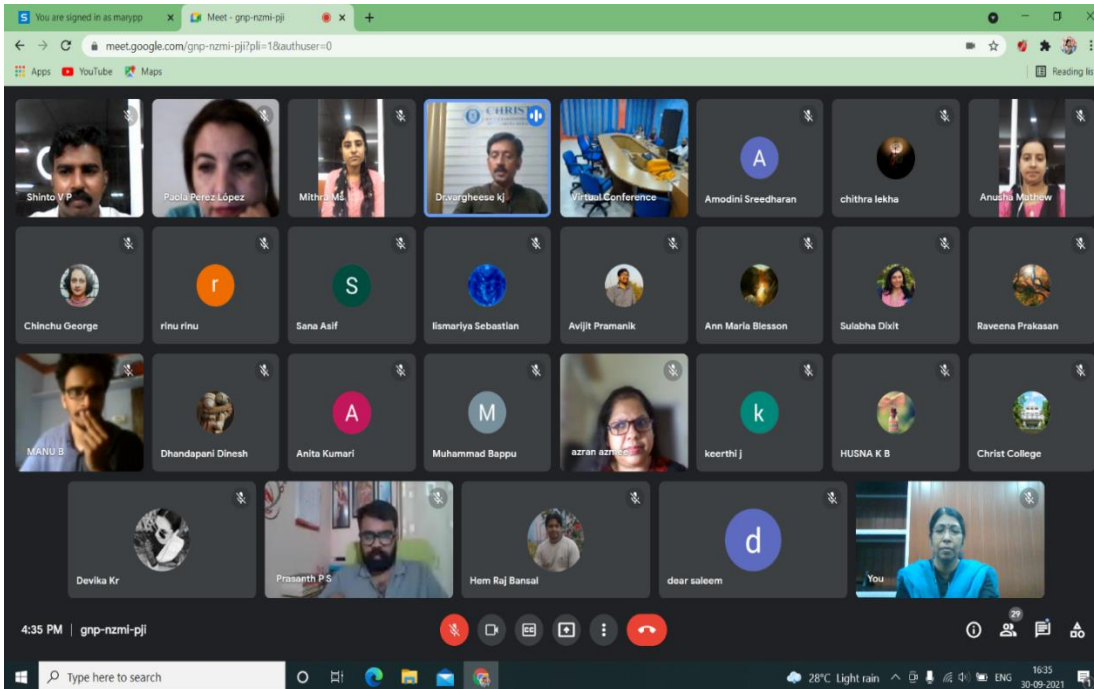 S You are signed in as marypp
Meet - gnp-nzmi-pji
meet.google.com/gnp-nzmi-pji?pli=1&authuser=0
Apps YouTube Maps Reading lis
CHRIS
Shinto V P Paola Perez López Mithra Ms Dr.vargheese kj Virtual Conference Amodini Sreedharan chithra lekha Anusha Mathew
A
r S
Chinchu George rinu rinu Sana Asif lismariya Sebastian Avijit Pramanik Ann Maria Blesson Sulabha Dixit Raveena Prakasan
A M k
MANU B Dhandapani Dinesh Anita Kumari Muhammad Bappu azran azmee keerthi j HUSNA K B Christ College
d
Devika Kr Prasanth P S Hem Raj Bansal dear saleem You
4:35 PM | gnp-nzmi-pji CC 29
Type here to search 28°C Light rain ENG 16:35
30-09-2021